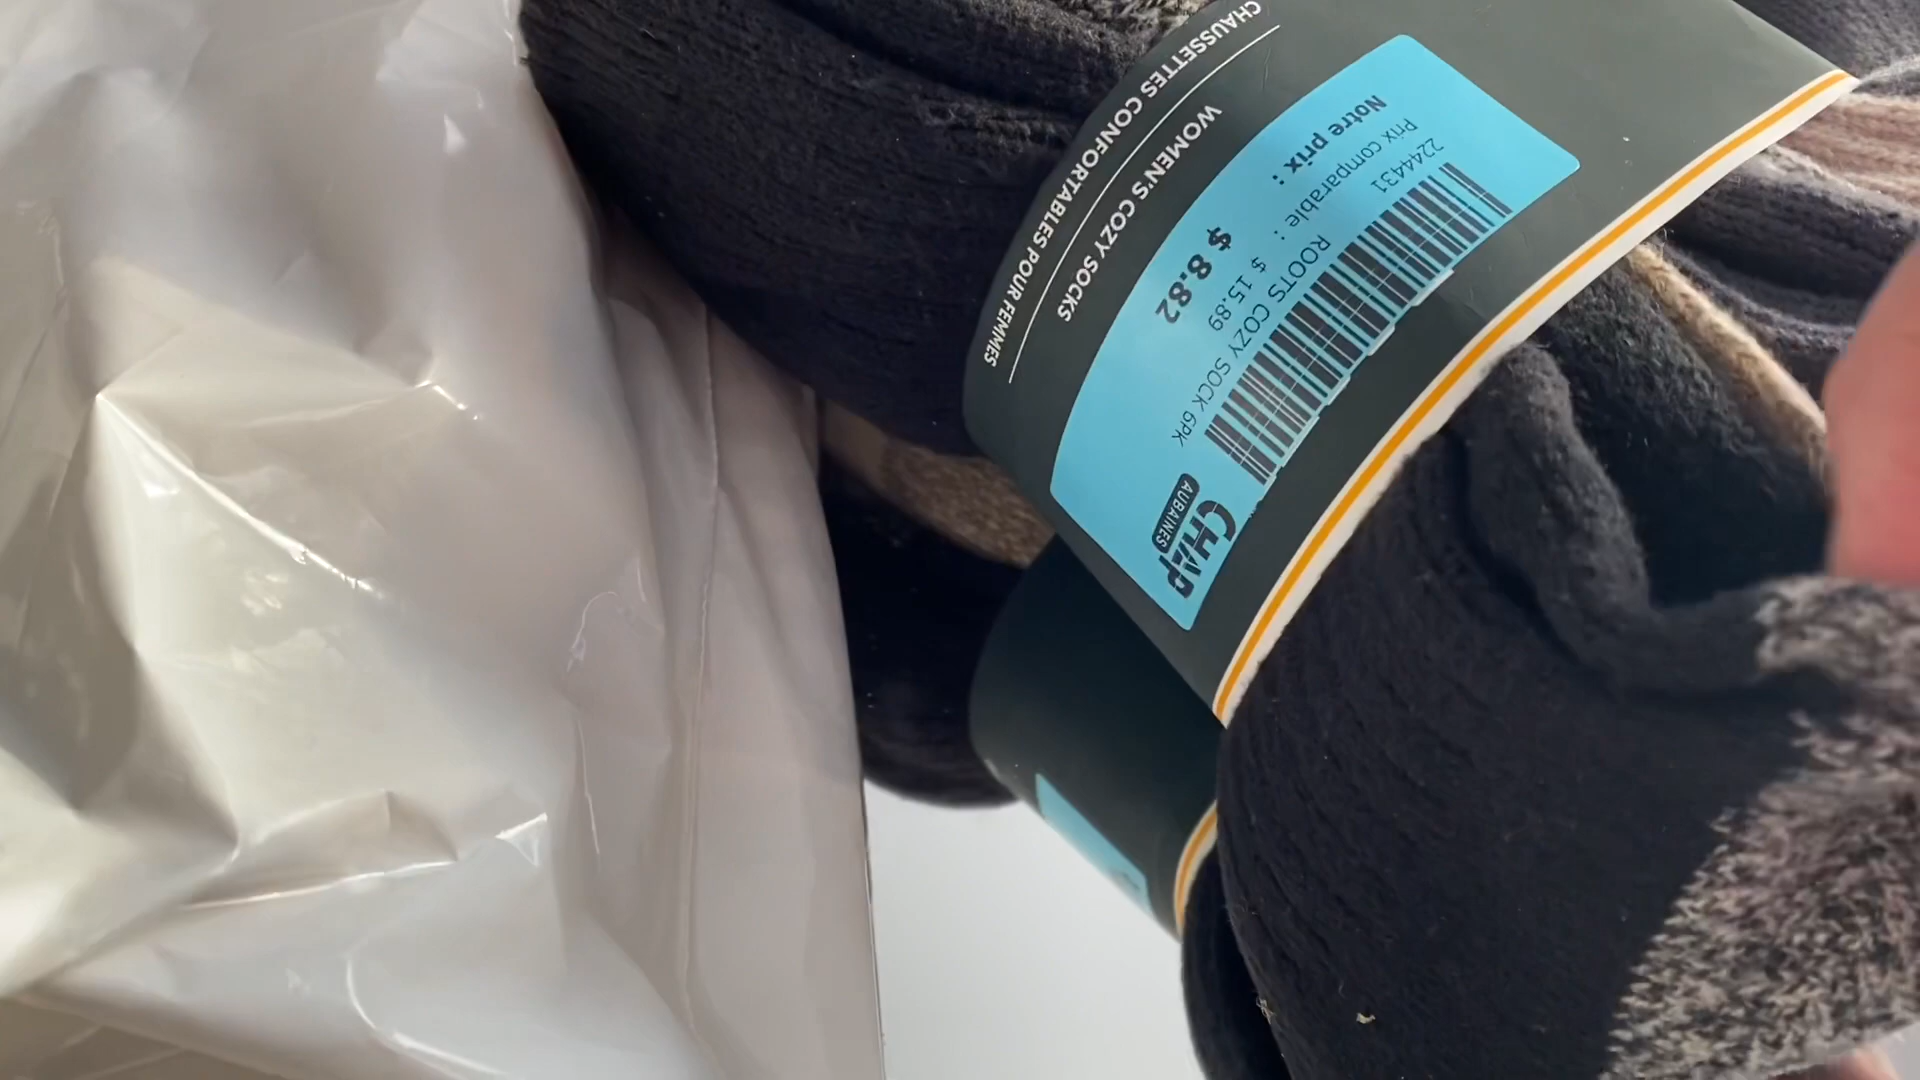 CHAUSSETTES CONFORTABLES POUR FEMMES
WOMEN'S COZY SOCKS
Notre prix : $ 8.82
Prix comparable : $ 15.89
2244431 ROOTS COZY SOCK 6PK
CHAP
AUBAINES